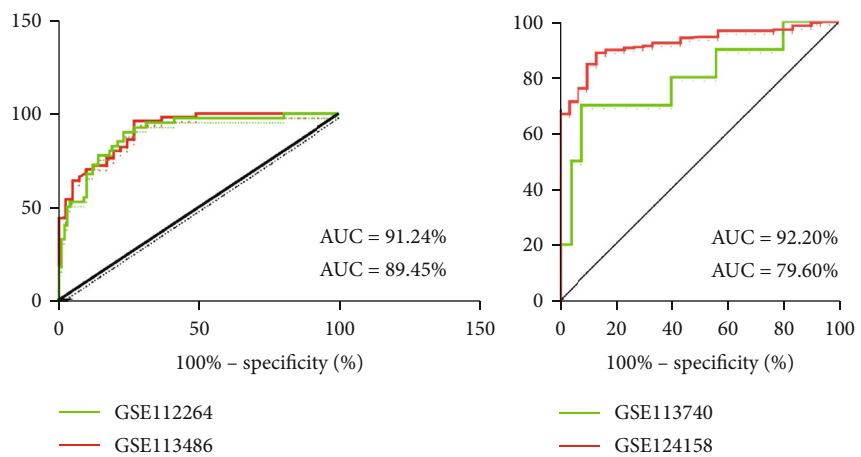 150
100
50
0
AUC = 91.24%
AUC = 89.45%
0
50
100
150
100% – specificity (%)
GSE112264
GSE113486
100
80
60
40
20
0
AUC = 92.20%
AUC = 79.60%
0
20
40
60
80
100
100% – specificity (%)
GSE113740
GSE124158